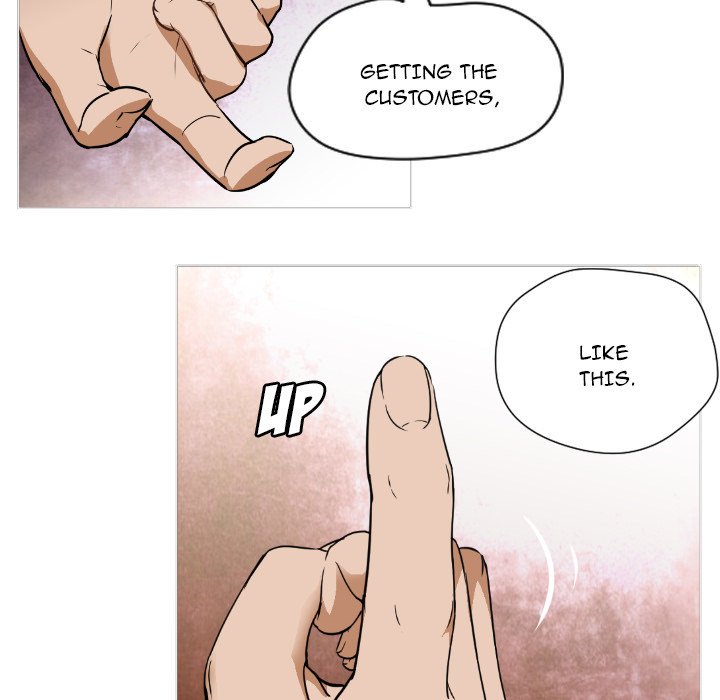 GETTING THE
CUSTOMERS,
LIKE
THIS.
UP